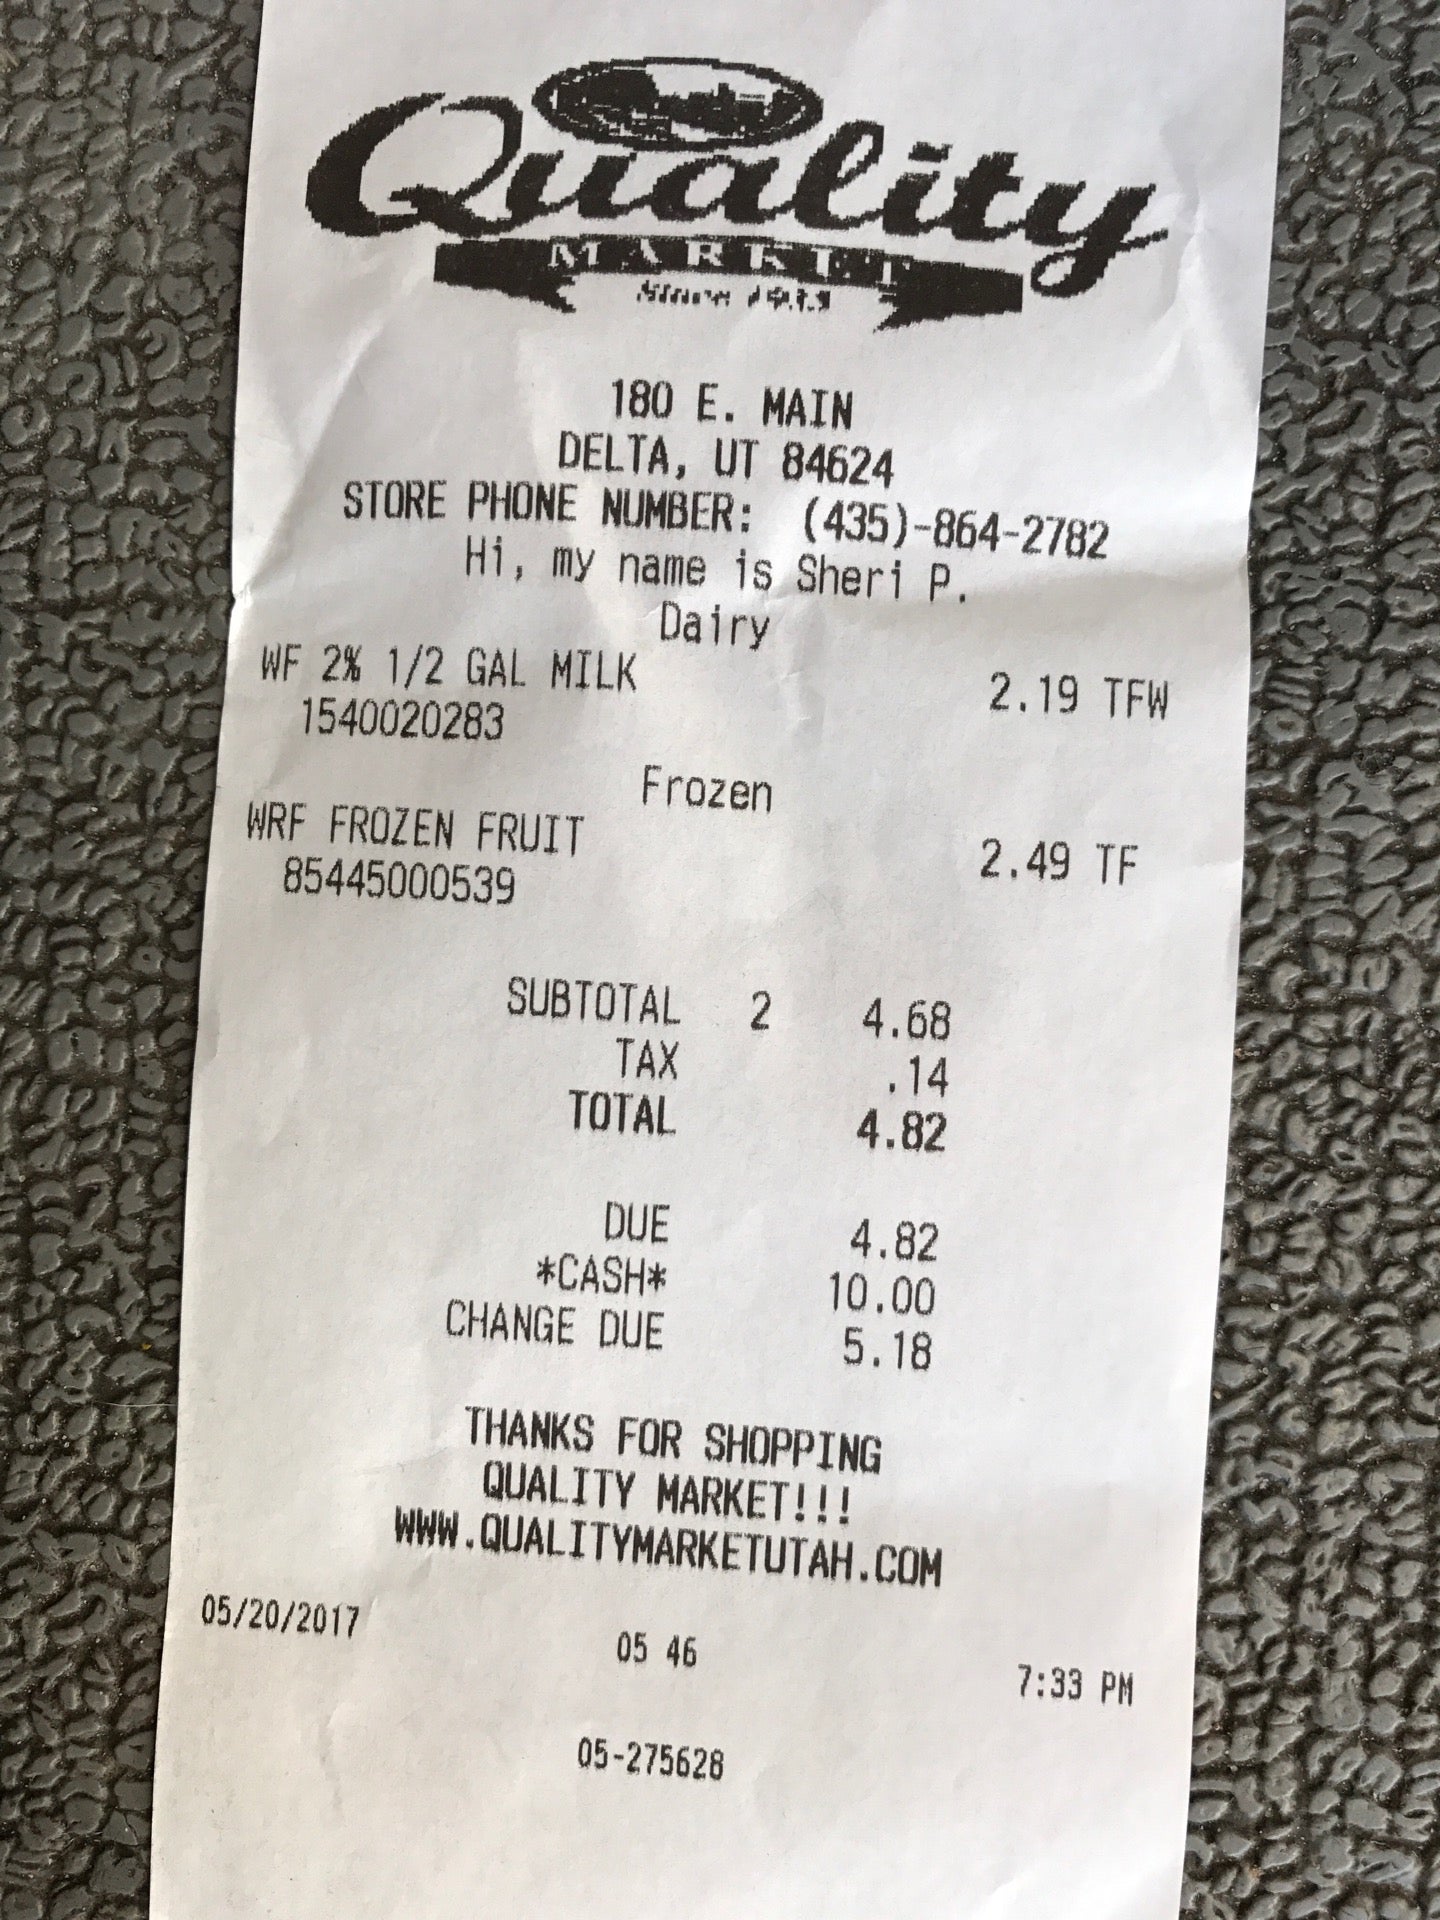 Quality
MARKET
Since
180 E. MAIN
DELTA, UT 84624
STORE PHONE NUMBER: (435)-864-2782
Hi, my name is Sheri P.
Dairy
WF 2% 1/2 GAL MILK 2.19 TFW
1540020283
Frozen
WRF FROZEN FRUIT 2.49 TF
85445000539
SUBTOTAL 2 4.68
TAX .14
TOTAL 4.82
DUE 4.82
*CASH* 10.00
CHANGE DUE 5.18
THANKS FOR SHOPPING
QUALITY MARKET!!!
WWW.QUALITYMARKETUTAH.COM
05/20/2017 05 46 7:33 PM
05-275628